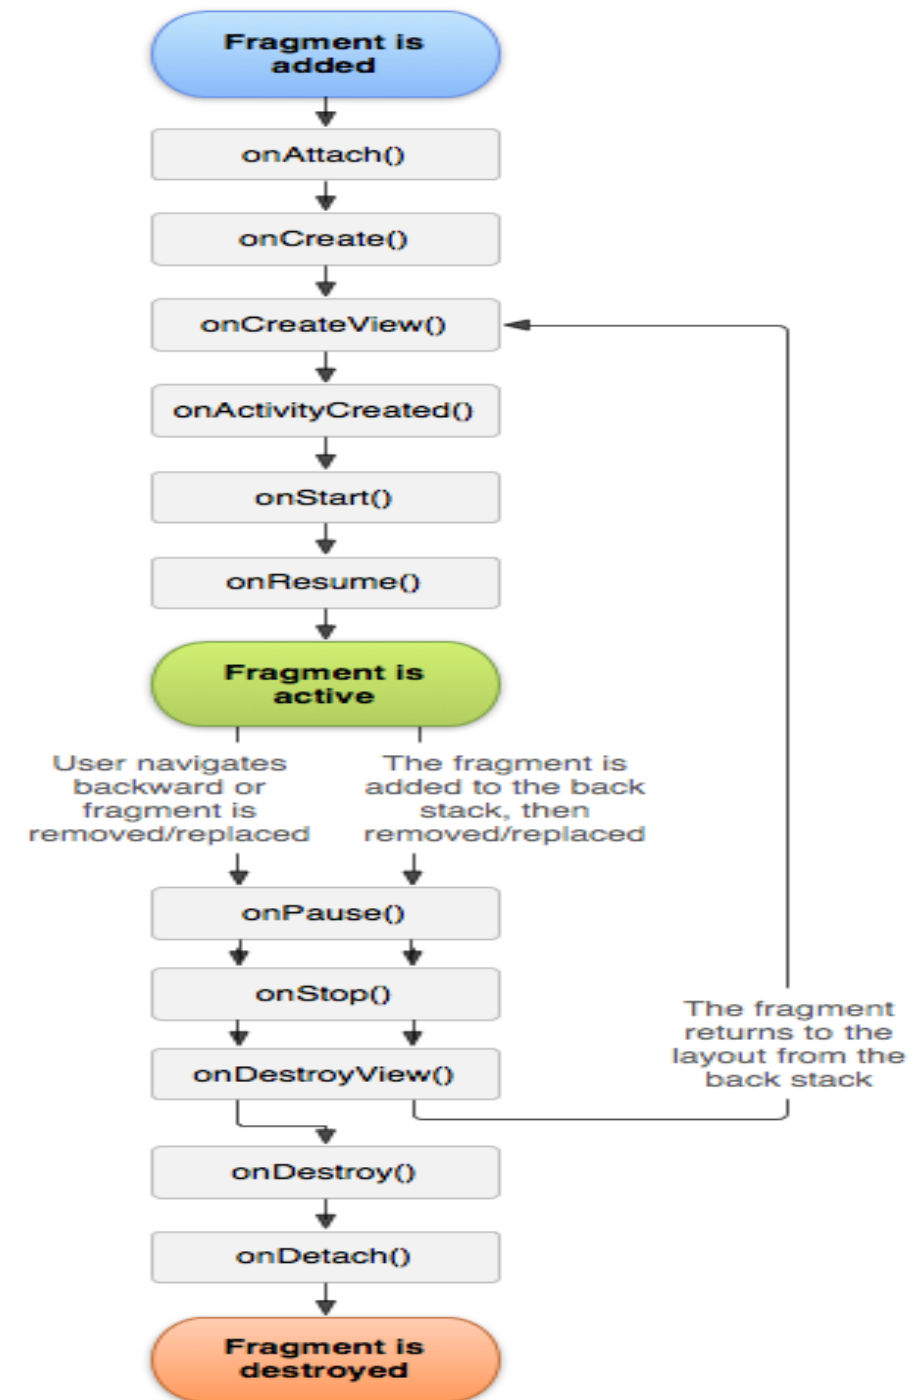 Fragment is
added
onAttach()
onCreate()
onCreateView()
onActivityCreated()
onStart()
onResume()
Fragment is
active
User navigates
backward or
fragment is
removed/replaced
The fragment is
added to the back
stack, then
removed/replaced
onPause()
onStop()
onDestroyView()
The fragment
returns to the
layout from the
back stack
onDestroy()
onDetach()
Fragment is
destroyed